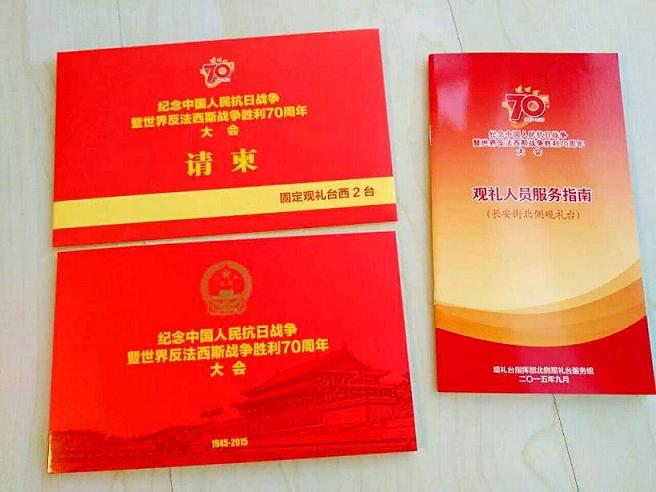 70
纪念中国人民抗日战争
暨世界反法西斯战争胜利70周年
大会
请柬
固定观礼台西2台
纪念中国人民抗日战争
暨世界反法西斯战争胜利70周年
大会
1945-2015
70
纪念中国人民抗日战争
暨世界反法西斯战争胜利70周年
大会
观礼人员服务指南
(长安街北侧观礼台)
观礼台指挥部北侧观礼台服务组
二〇一五年九月